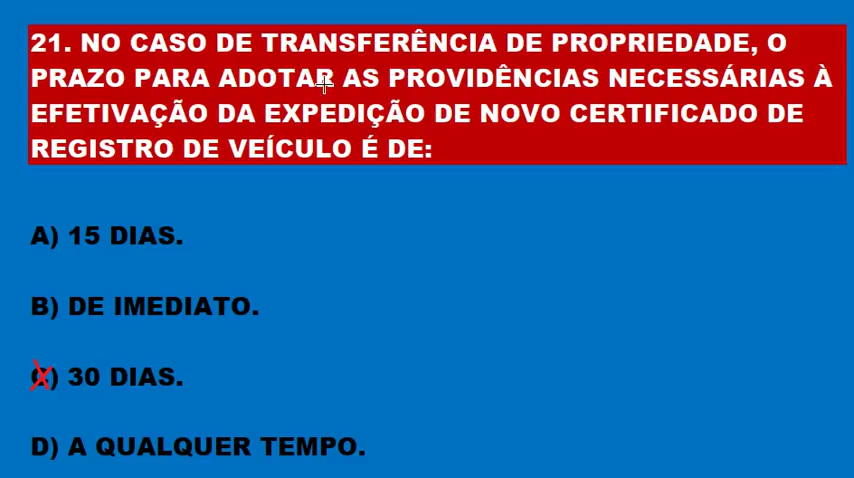 21. NO CASO DE TRANSFERÊNCIA DE PROPRIEDADE, O
PRAZO PARA ADOTAR AS PROVIDÊNCIAS NECESSÁRIAS À
EFETIVAÇÃO DA EXPEDIÇÃO DE NOVO CERTIFICADO DE
REGISTRO DE VEÍCULO É DE:
A) 15 DIAS.
B) DE IMEDIATO.
C) 30 DIAS.
D) A QUALQUER TEMPO.